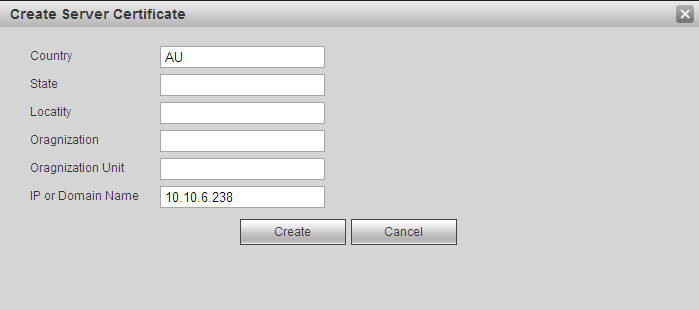 Create Server Certificate
Country AU
State
Locatity
Oragnization
Oragnization Unit
IP or Domain Name 10.10.6.238
Create Cancel